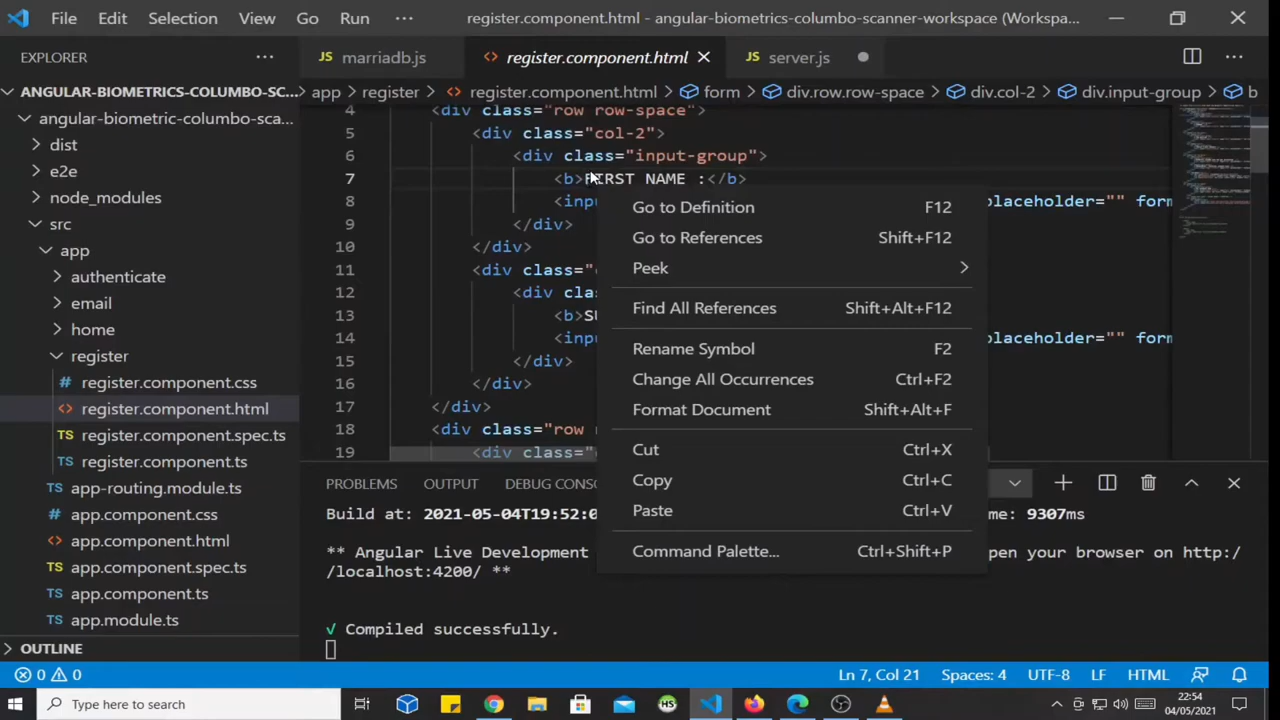 File Edit Selection View Go Run ··· register.component.html - angular-biometrics-columbo-scanner-workspace (Workspa...
EXPLORER ···
JS marriadb.js <> register.component.html JS server.js
ANGULAR-BIOMETRICS-COLUMBO-SC...
app > register > <> register.component.html > form > div.row.row-space > div.col-2 > div.input-group > b
angular-biometric-columbo-sca...
dist
e2e
node_modules
src
app
authenticate
email
home
register
# register.component.css
<> register.component.html
TS register.component.spec.ts
TS register.component.ts
TS app-routing.module.ts
# app.component.css
<> app.component.html
TS app.component.spec.ts
TS app.component.ts
TS app.module.ts
OUTLINE
4 <div class="row row-space">
5 <div class="col-2">
6 <div class="input-group">
7 <b>FIRST NAME :</b>
8 <inpu laceholder="" form
9 </div>
10 </div>
11 <div class="c
12 <div clas
13 <b>SU
14 <inpu laceholder="" form
15 </div>
16 </div>
17 </div>
18 <div class="row r
19 <div class="c
Go to Definition F12
Go to References Shift+F12
Peek >
Find All References Shift+Alt+F12
Rename Symbol F2
Change All Occurrences Ctrl+F2
Format Document Shift+Alt+F
Cut Ctrl+X
Copy Ctrl+C
Paste Ctrl+V
Command Palette... Ctrl+Shift+P
PROBLEMS OUTPUT DEBUG CONSO
Build at: 2021-05-04T19:52:0 me: 9307ms
** Angular Live Development pen your browser on http:/
/localhost:4200/ **
√ Compiled successfully.
0 0 Ln 7, Col 21 Spaces: 4 UTF-8 LF HTML
Type here to search
HS
22:54
04/05/2021